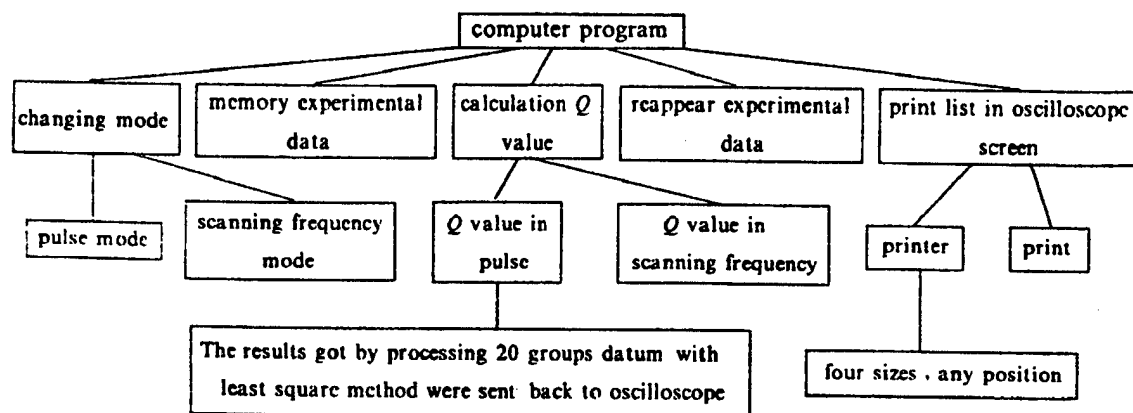 computer program
changing mode
memory experimental
data
calculation Q
value
reappear experimental
data
print list in oscilloscope
screen
pulse mode
scanning frequency
mode
Q value in
pulse
Q value in
scanning frequency
printer
print
The results got by processing 20 groups datum with
least square method were sent back to oscilloscope
four sizes , any position